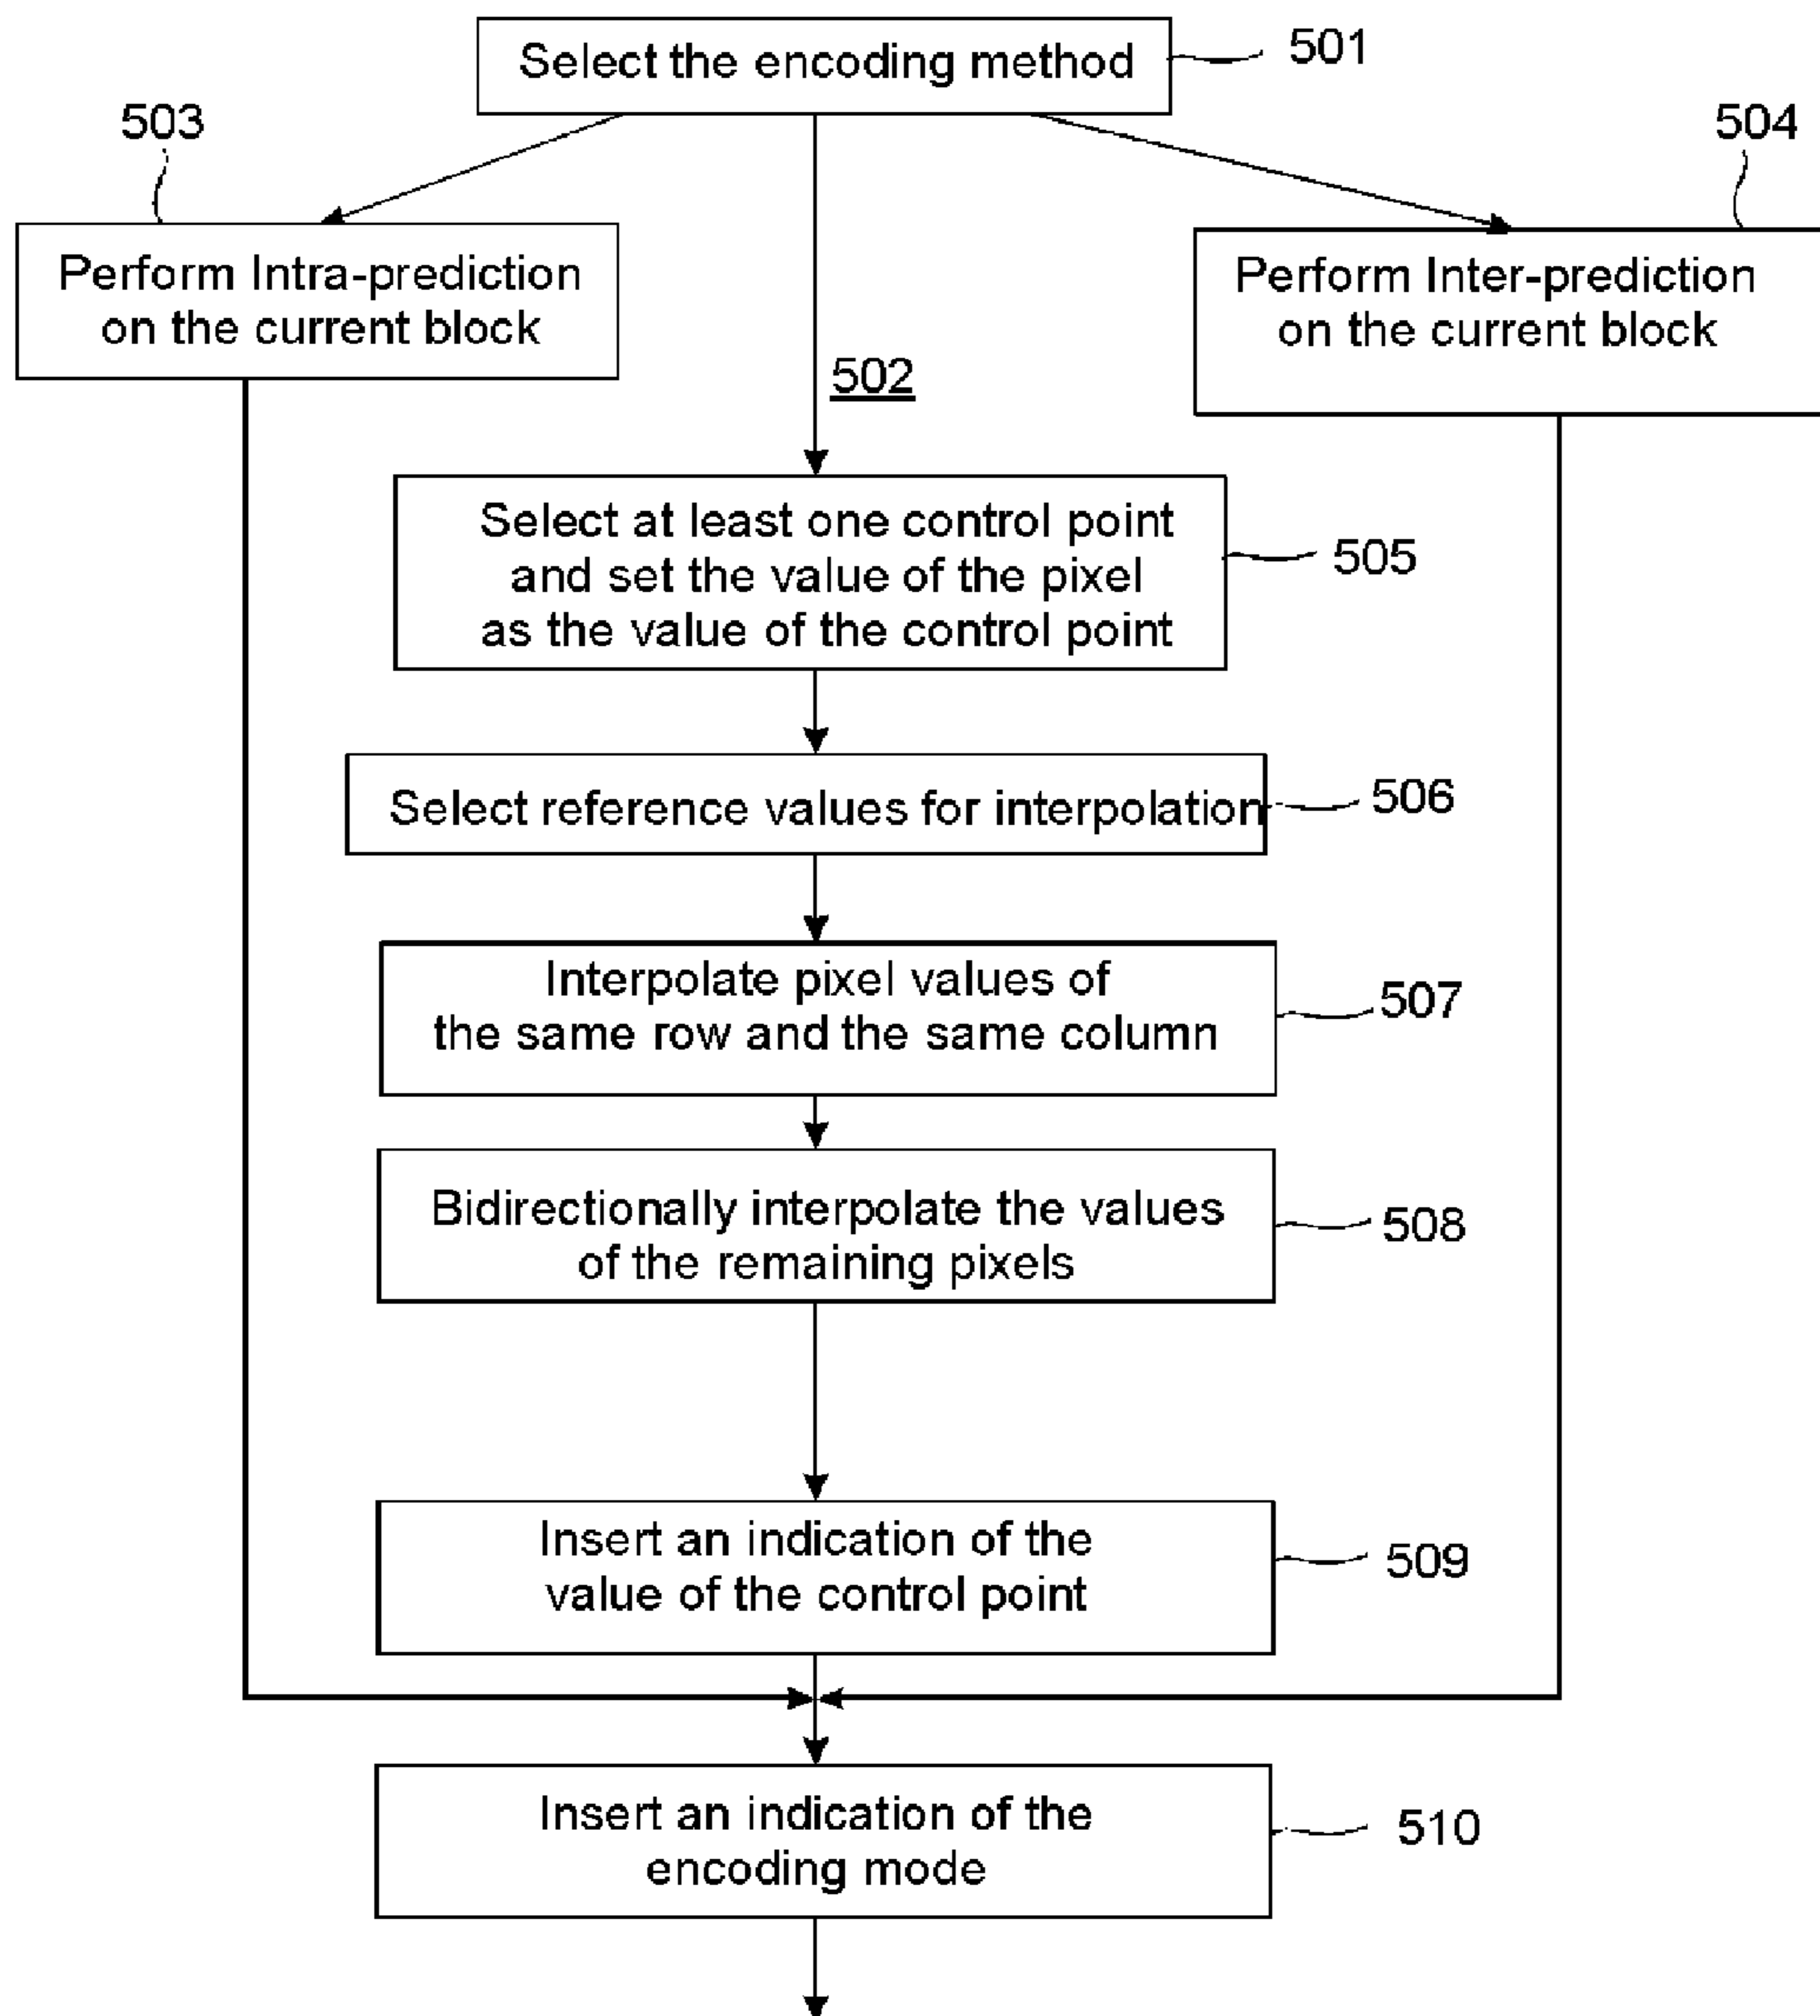 Select the encoding method
501
503
504
Perform Intra-prediction
on the current block
Perform Inter-prediction
on the current block
502
Select at least one control point
and set the value of the pixel
as the value of the control point
505
Select reference values for interpolation
506
Interpolate pixel values of
the same row and the same column
507
Bidirectionally interpolate the values
of the remaining pixels
508
Insert an indication of the
value of the control point
509
Insert an indication of the
encoding mode
510